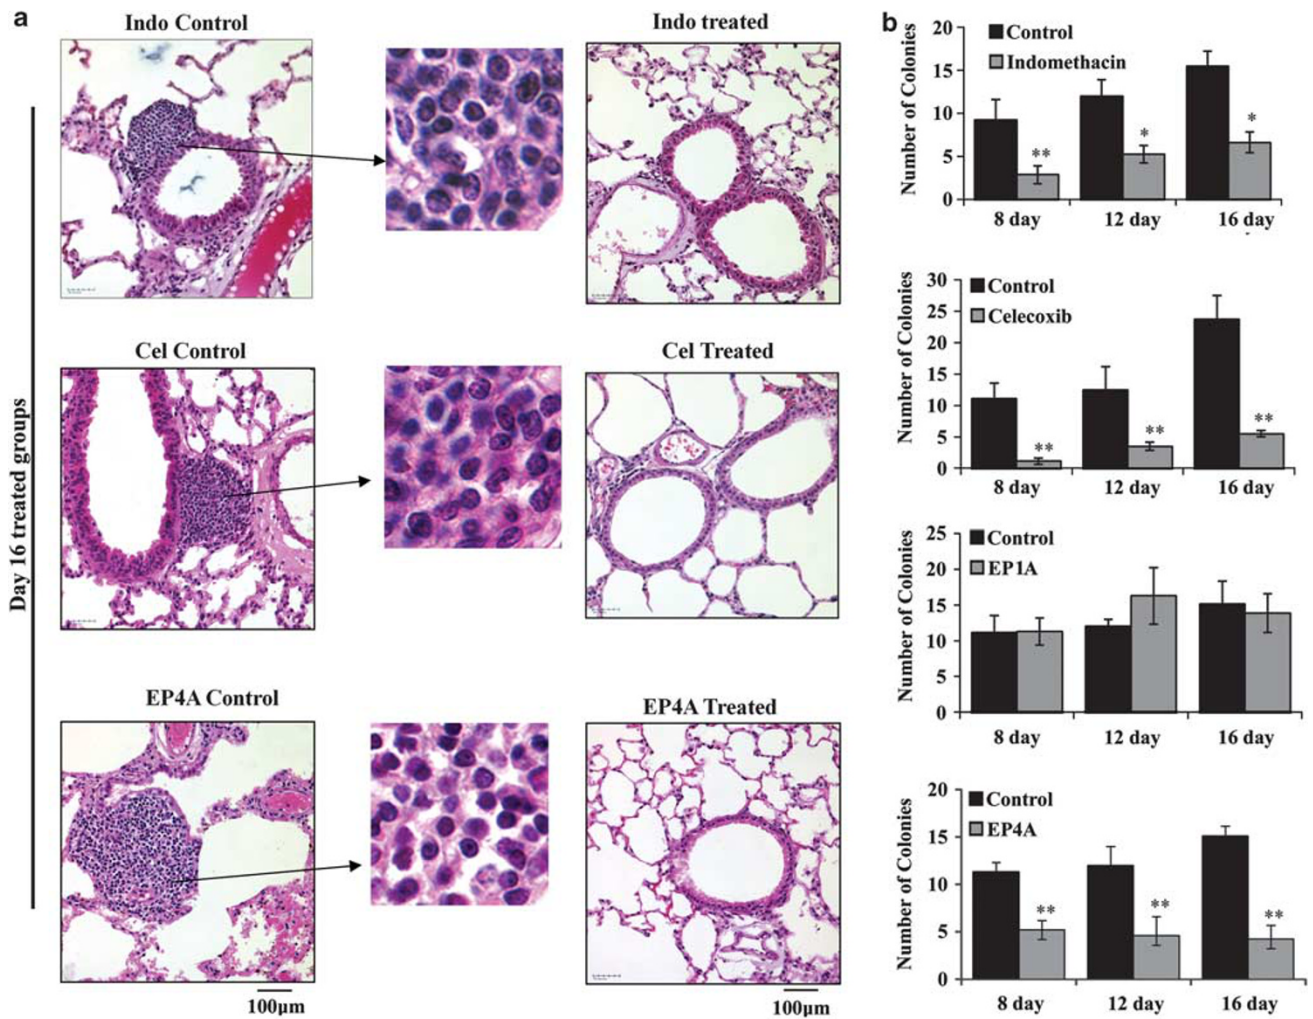 a
Indo Control
Indo treated
Day 16 treated groups
Cel Control
Cel Treated
EP4A Control
EP4A Treated
100μm
100μm
b
20
15
10
5
0
Number of Colonies
Control
Indomethacin
**
*
*
8 day
12 day
16 day
30
25
20
15
10
5
0
Number of Colonies
Control
Celecoxib
**
**
**
8 day
12 day
16 day
25
20
15
10
5
0
Number of Colonies
Control
EP1A
8 day
12 day
16 day
20
15
10
5
0
Number of Colonies
Control
EP4A
**
**
**
8 day
12 day
16 day